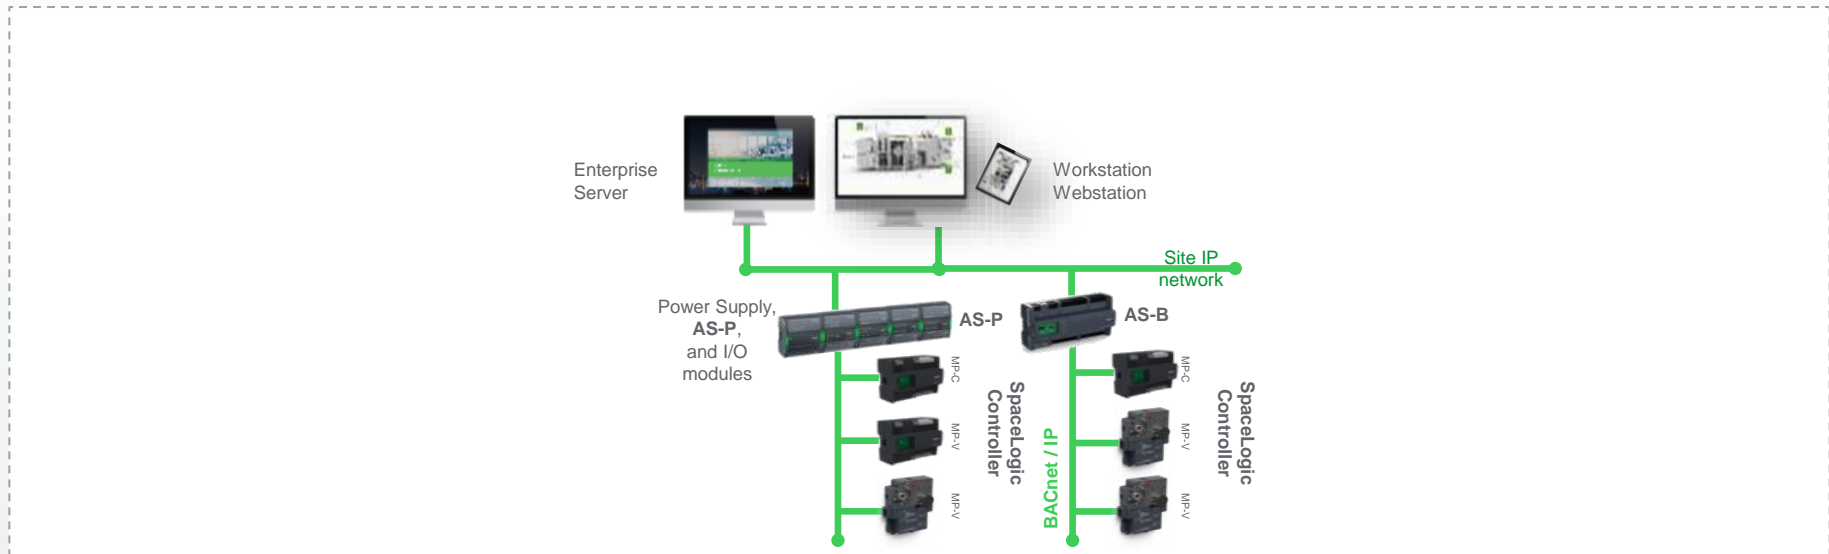 Enterprise
Server
Workstation
Webstation
Site IP
network
Power Supply,
AS-P,
and I/O
modules
AS-P
AS-B
MP-C
MP-V
MP-V
SpaceLogic
Controller
BACnet / IP
MP-C
MP-V
MP-V
SpaceLogic
Controller